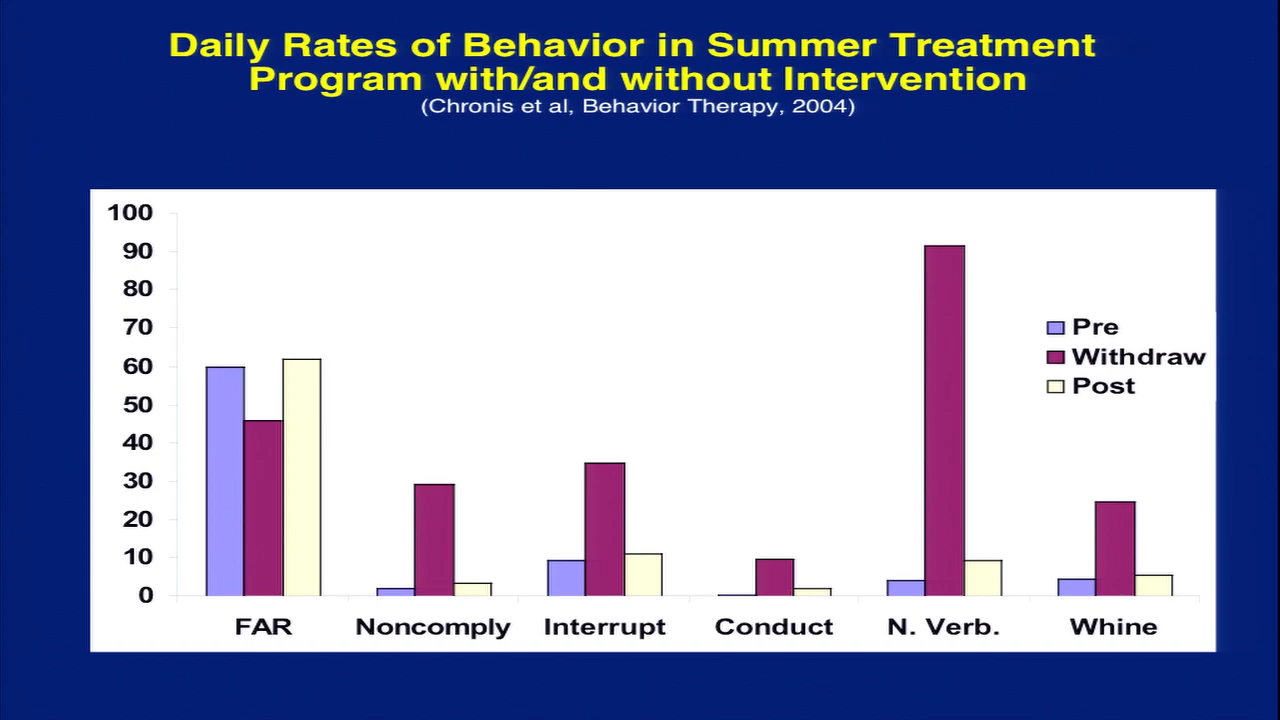 Daily Rates of Behavior in Summer Treatment
Program with/and without Intervention
(Chronis et al, Behavior Therapy, 2004)
100
90
80
70
60
50
40
30
20
10
0
Pre
Withdraw
Post
FAR Noncomply Interrupt Conduct N. Verb. Whine